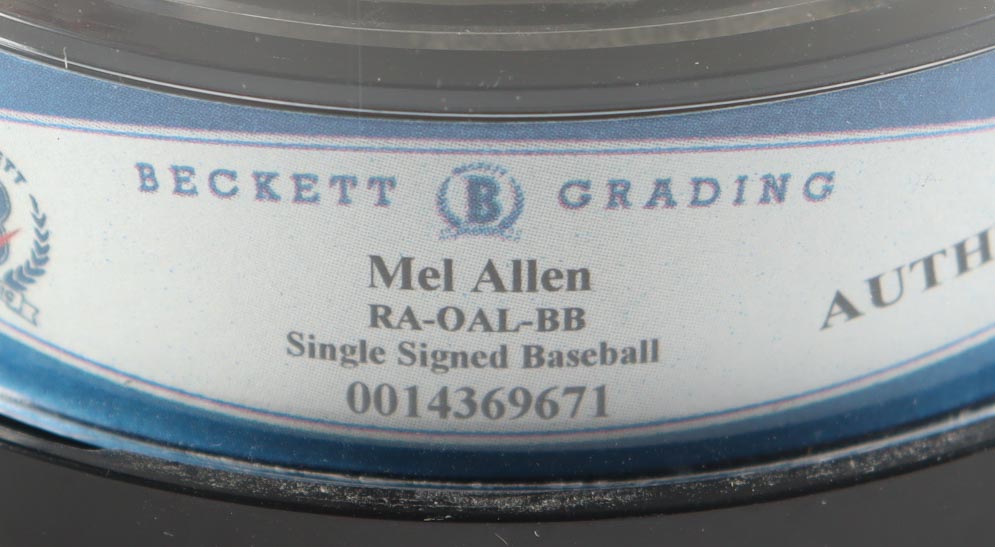 BECKETT B GRADING
Mel Allen
RA-OAL-BB
Single Signed Baseball
0014369671
AUTH